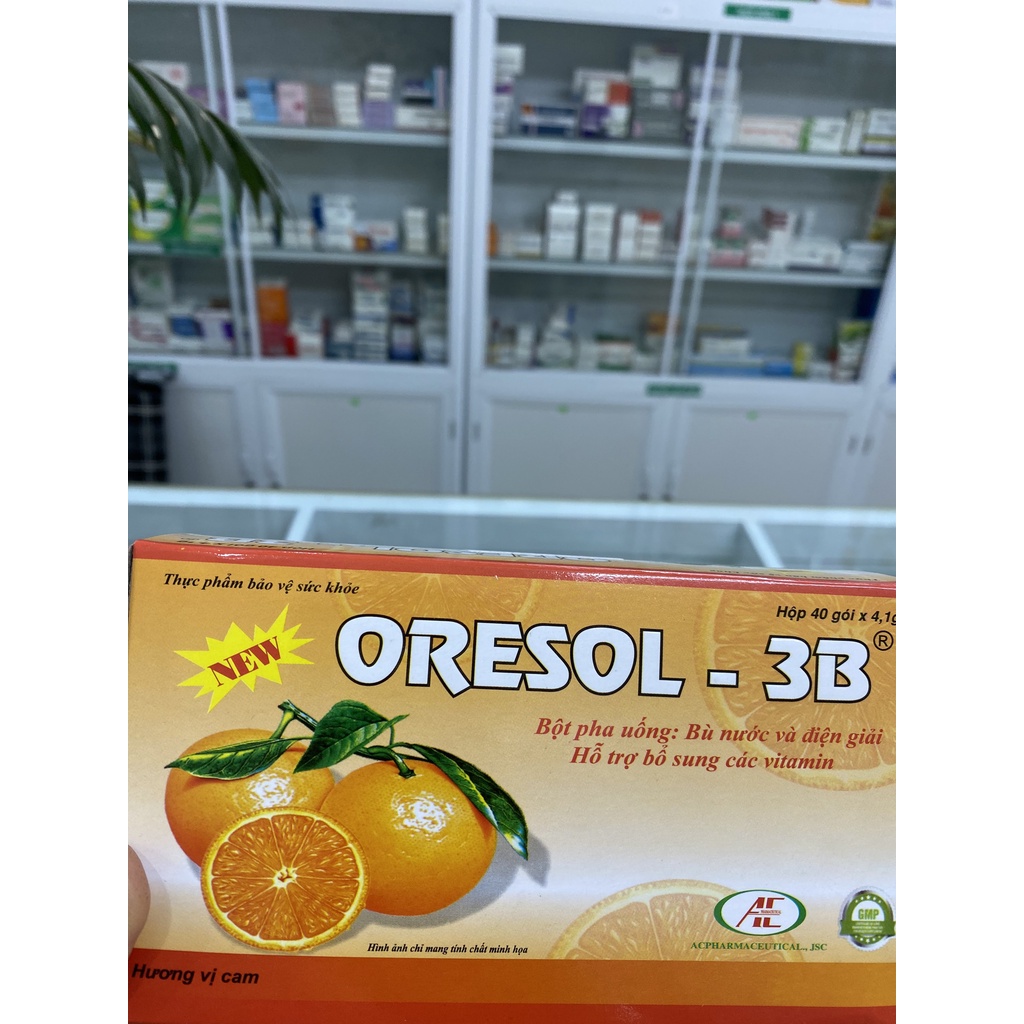 Thực phẩm bảo vệ sức khỏe
Hộp 40 gói x 4,1g
NEW
ORESOL - 3B®
Bột pha uống: Bù nước và điện giải
Hỗ trợ bổ sung các vitamin
AC
ACPHARMACEUTICAL., JSC
GMP
Hình ảnh chỉ mang tính chất minh họa
Hương vị cam